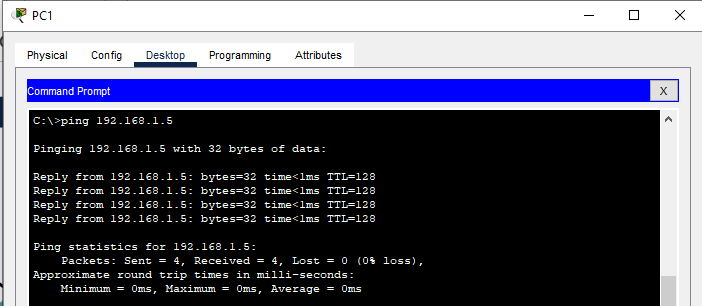 PC1
Physical Config Desktop Programming Attributes
Command Prompt
X
C:\>ping 192.168.1.5
Pinging 192.168.1.5 with 32 bytes of data:
Reply from 192.168.1.5: bytes=32 time<1ms TTL=128
Reply from 192.168.1.5: bytes=32 time<1ms TTL=128
Reply from 192.168.1.5: bytes=32 time<1ms TTL=128
Reply from 192.168.1.5: bytes=32 time<1ms TTL=128
Ping statistics for 192.168.1.5:
Packets: Sent = 4, Received = 4, Lost = 0 (0% loss),
Approximate round trip times in milli-seconds:
Minimum = 0ms, Maximum = 0ms, Average = 0ms